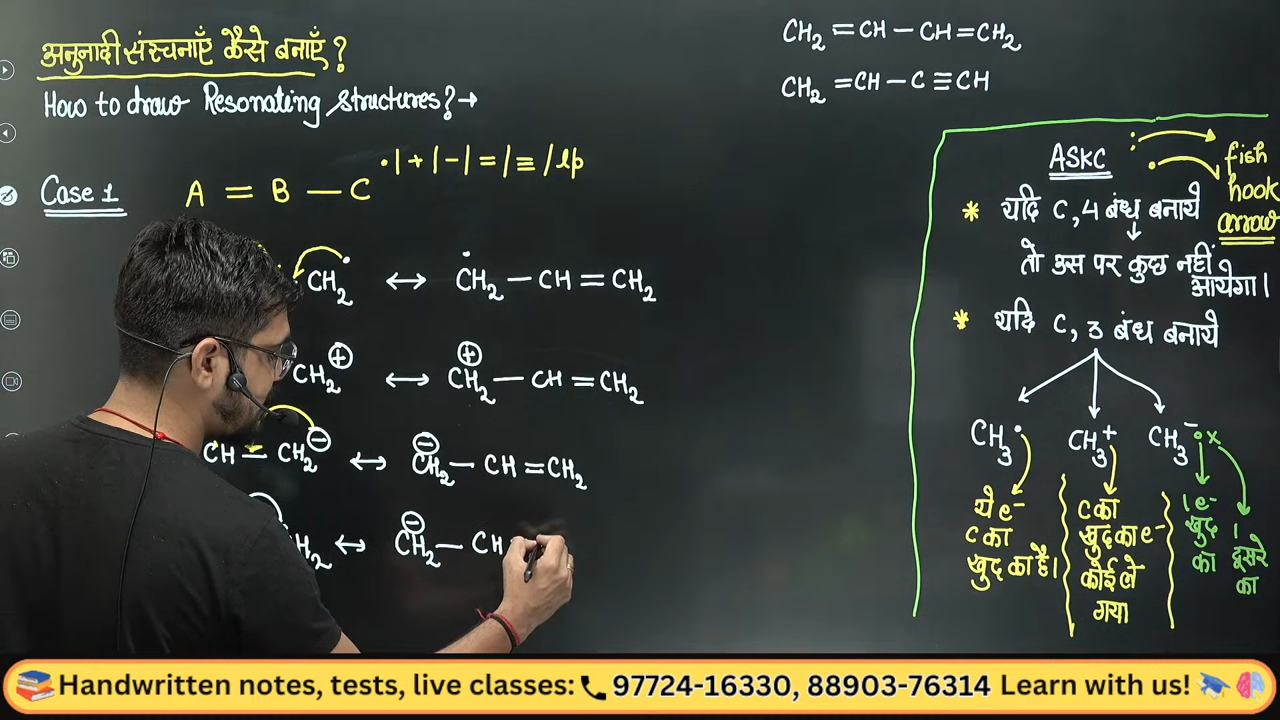 अनुनादी संरचनाएँ कैसे बनाएँ?
How to draw Resonating structures? →
•|+|-|=|≡|lp
Case 1 A = B — C
CH₂• ↔ •CH₂ — CH = CH₂
CH₂⊕ ↔ ⊕CH₂ — CH = CH₂
CH — CH₂⊖ ↔ ⊖CH₂ — CH = CH₂
H₂ ↔ ⊖CH₂ — CH
CH₂ = CH — CH = CH₂
CH₂ = CH — C ≡ CH
ASKC
fish
hook
arrow
* यदि C, 4 बंध बनाये
↓
तो उस पर कुछ नहीं
आयेगा।
* यदि C, 3 बंध बनाये
CH₃• CH₃⁺ CH₃⁻ •×
ये e⁻
C का
खुद का है।
C का
खुद का e⁻
कोई ले
गया
1 e⁻
खुद
का
1
दूसरे
का
📚Handwritten notes, tests, live classes:📞97724-16330, 88903-76314 Learn with us!🎓🧠